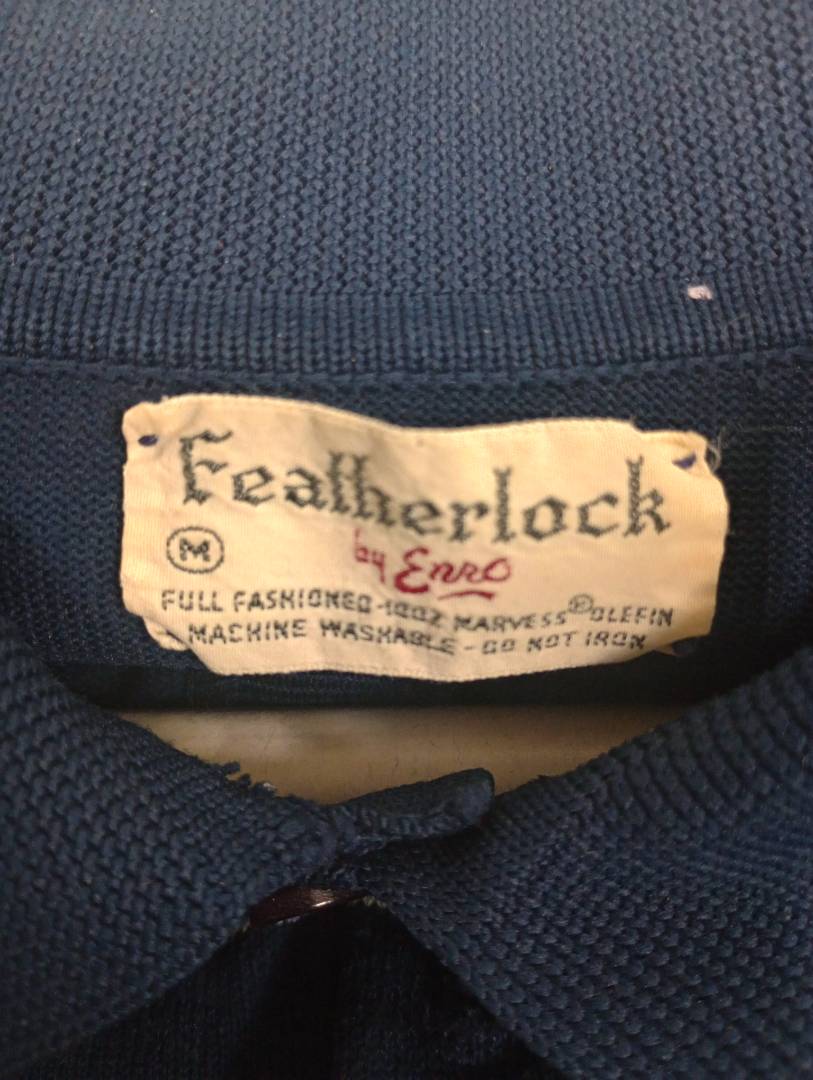 Featherlock
M
by Enro
FULL FASHIONED-100% MARVESS® OLEFIN
MACHINE WASHABLE - DO NOT IRON